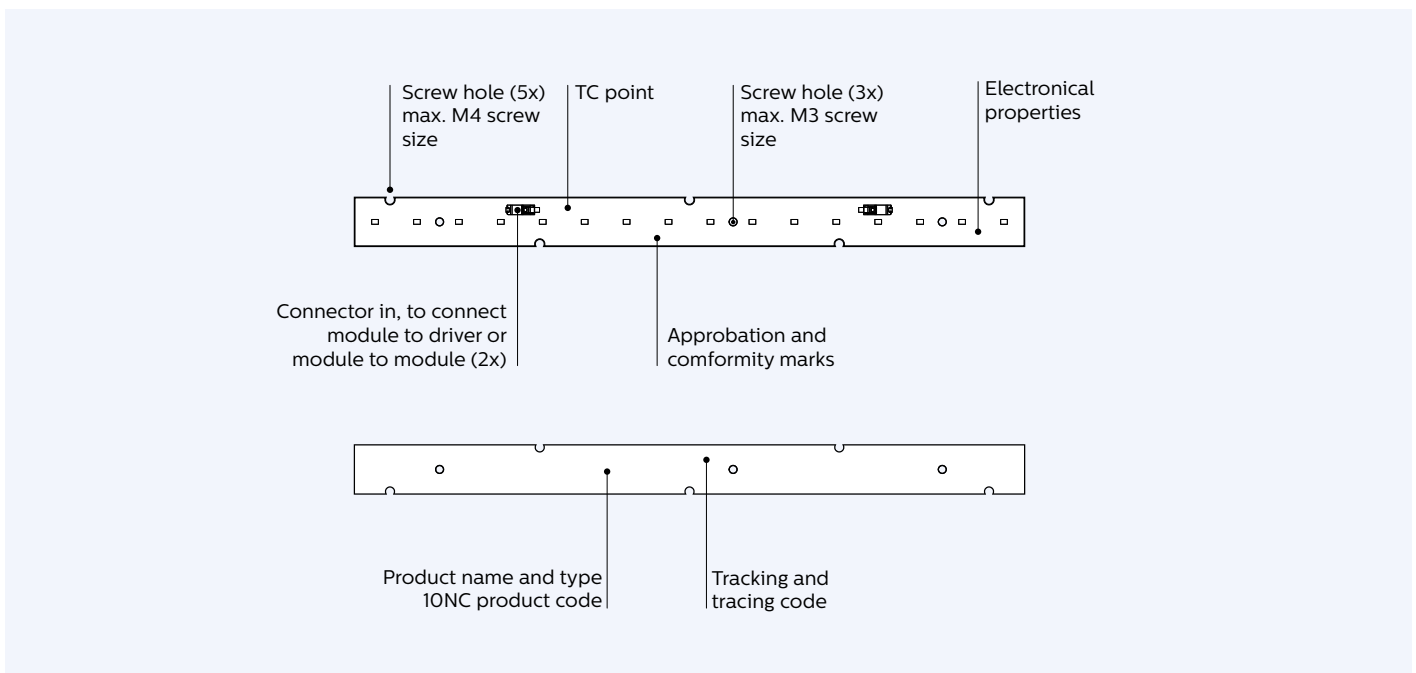 Screw hole (5x)
max. M4 screw
size
TC point
Screw hole (3x)
max. M3 screw
size
Electronical
properties
Connector in, to connect
module to driver or
module to module (2x)
Approbation and
comformity marks
Product name and type
10NC product code
Tracking and
tracing code